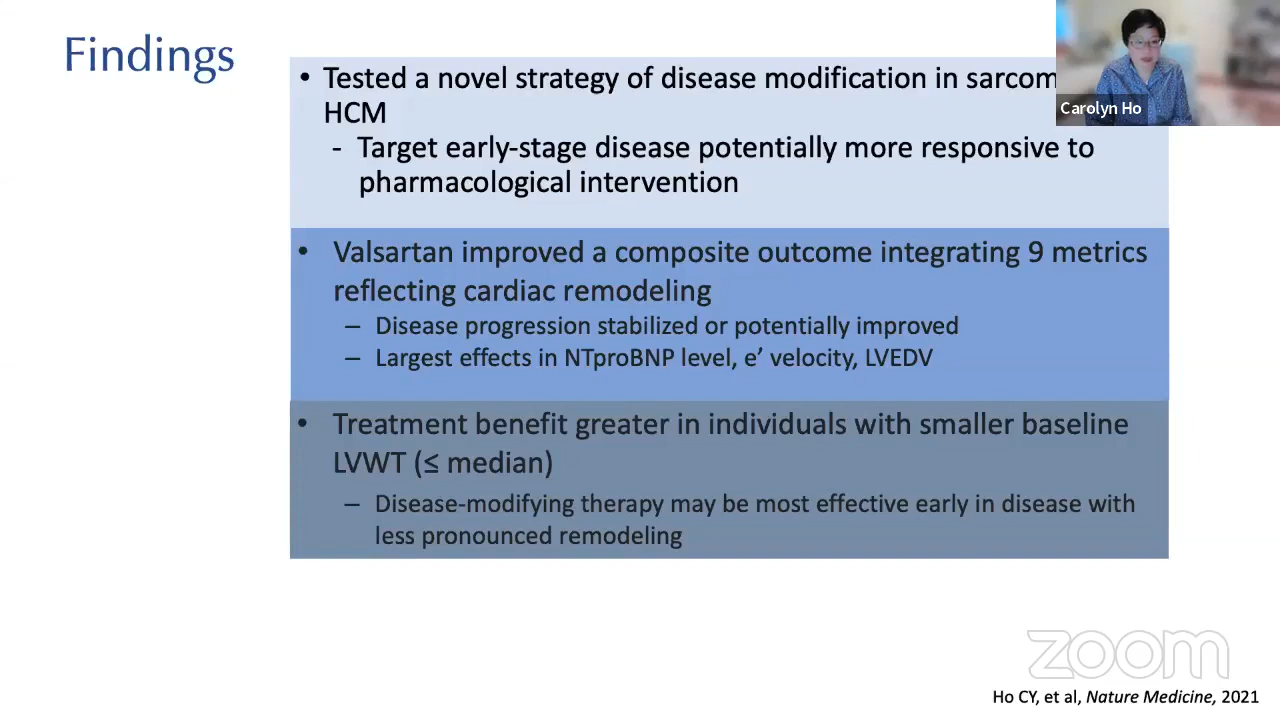 Findings
• Tested a novel strategy of disease modification in sarcom
HCM
- Target early-stage disease potentially more responsive to
pharmacological intervention
• Valsartan improved a composite outcome integrating 9 metrics
reflecting cardiac remodeling
– Disease progression stabilized or potentially improved
– Largest effects in NTproBNP level, e’ velocity, LVEDV
• Treatment benefit greater in individuals with smaller baseline
LVWT (≤ median)
– Disease-modifying therapy may be most effective early in disease with
less pronounced remodeling
Carolyn Ho
zoom
Ho CY, et al, Nature Medicine, 2021